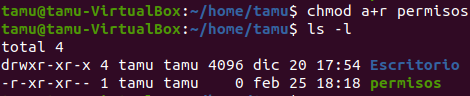 tamu@tamu-VirtualBox:~/home/tamu$ chmod a+r permisos
tamu@tamu-VirtualBox:~/home/tamu$ ls -l
total 4
drwxr-xr-x 4 tamu tamu 4096 dic 20 17:54 Escritorio
-r-xr-xr-- 1 tamu tamu    0 feb 25 18:18 permisos